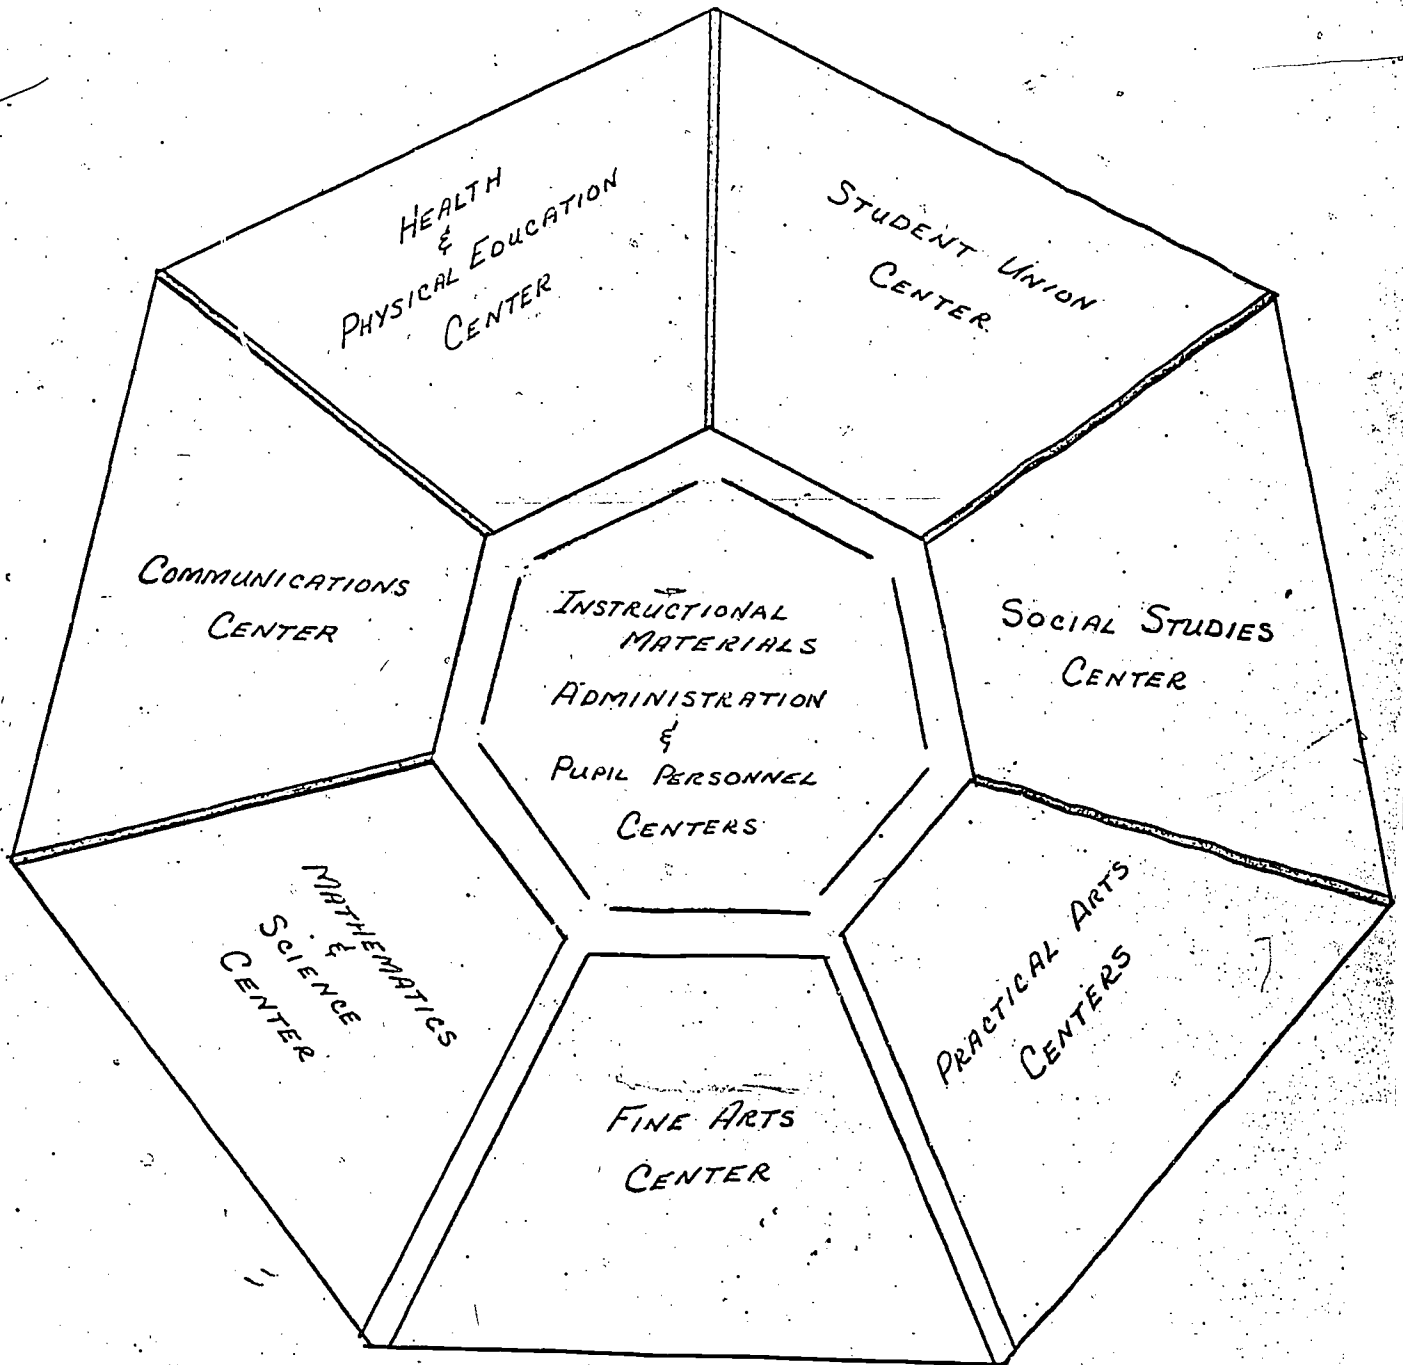 HEALTH
&
PHYSICAL EDUCATION
CENTER
STUDENT UNION
CENTER
COMMUNICATIONS
CENTER
INSTRUCTIONAL
MATERIALS
ADMINISTRATION
&
PUPIL PERSONNEL
CENTERS
SOCIAL STUDIES
CENTER
MATHEMATICS
&
SCIENCE
CENTER
PRACTICAL ARTS
CENTERS
FINE ARTS
CENTER